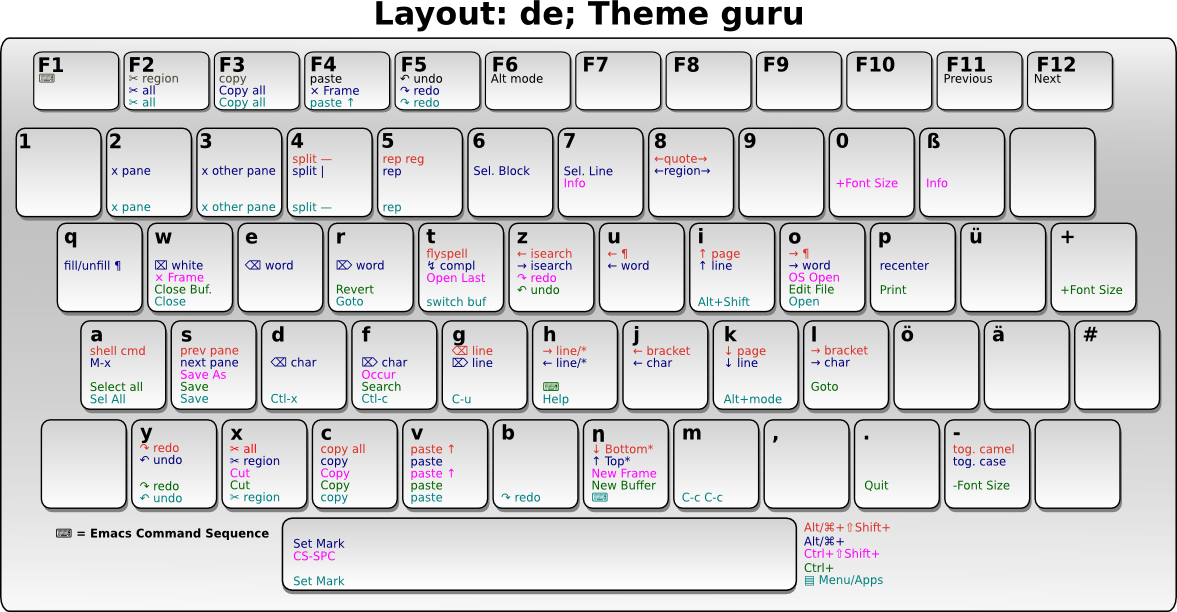 Layout: de; Theme guru
F1
⌨
F2
✂ region
✂ all
✂ all
F3
copy
Copy all
Copy all
F4
paste
× Frame
paste ↑
F5
↶ undo
↷ redo
↷ redo
F6
Alt mode
F7
F8
F9
F10
F11
Previous
F12
Next
1
2
x pane
x pane
3
x other pane
x other pane
4
split —
split |
split —
5
rep reg
rep
rep
6
Sel. Block
7
Sel. Line
Info
8
←quote→
←region→
9
0
+Font Size
ß
Info
q
fill/unfill ¶
w
⌧ white
× Frame
Close Buf.
Close
e
⌫ word
r
⌦ word
Revert
Goto
t
flyspell
↯ compl
Open Last
switch buf
z
← isearch
→ isearch
↷ redo
↶ undo
u
← ¶
← word
i
↑ page
↑ line
Alt+Shift
o
→ ¶
→ word
OS Open
Edit File
Open
p
recenter
Print
ü
+
+Font Size
a
shell cmd
M-x
Select all
Sel All
s
prev pane
next pane
Save As
Save
Save
d
⌫ char
Ctl-x
f
⌦ char
Occur
Search
Ctl-c
g
⌫ line
⌦ line
C-u
h
→ line/*
← line/*
⌨
Help
j
← bracket
← char
k
↓ page
↓ line
Alt+mode
l
→ bracket
→ char
Goto
ö
ä
#
y
↷ redo
↶ undo
↷ redo
↶ undo
x
✂ all
✂ region
Cut
Cut
✂ region
c
copy all
copy
Copy
Copy
copy
v
paste ↑
paste
paste ↑
paste
paste
b
↷ redo
n
↓ Bottom*
↑ Top*
New Frame
New Buffer
⌨
m
C-c C-c
,
.
Quit
-
tog. camel
tog. case
-Font Size
⌨ = Emacs Command Sequence
Set Mark
CS-SPC
Set Mark
Alt/⌘+⇧Shift+
Alt/⌘+
Ctrl+⇧Shift+
Ctrl+
▤ Menu/Apps